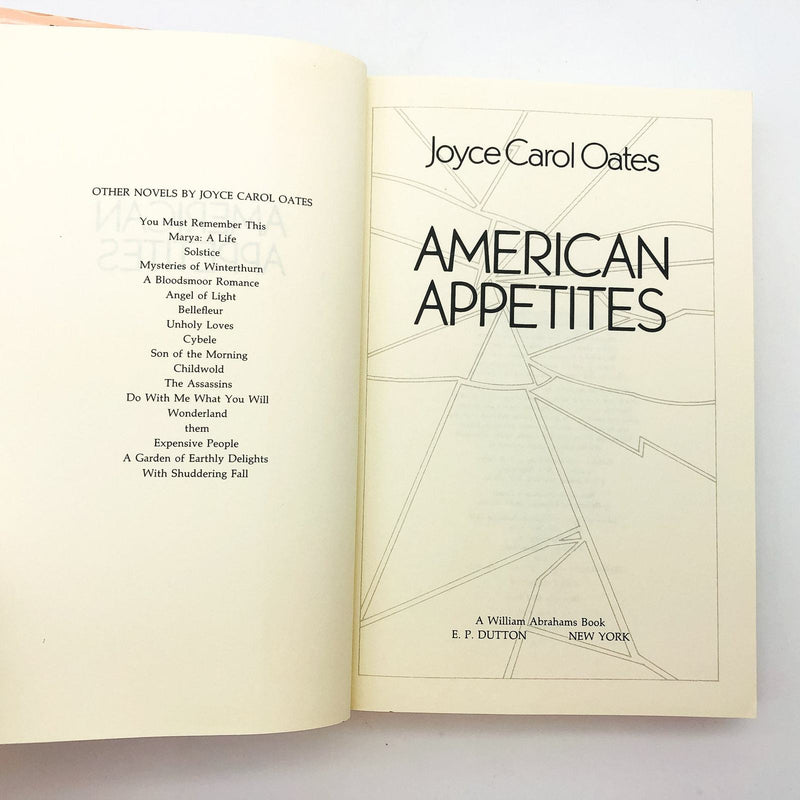 OTHER NOVELS BY JOYCE CAROL OATES
You Must Remember This
Marya: A Life
Solstice
Mysteries of Winterthurn
A Bloodsmoor Romance
Angel of Light
Bellefleur
Unholy Loves
Cybele
Son of the Morning
Childwold
The Assassins
Do With Me What You Will
Wonderland
them
Expensive People
A Garden of Earthly Delights
With Shuddering Fall
Joyce Carol Oates
AMERICAN
APPETITES
A William Abrahams Book
E. P. DUTTON NEW YORK